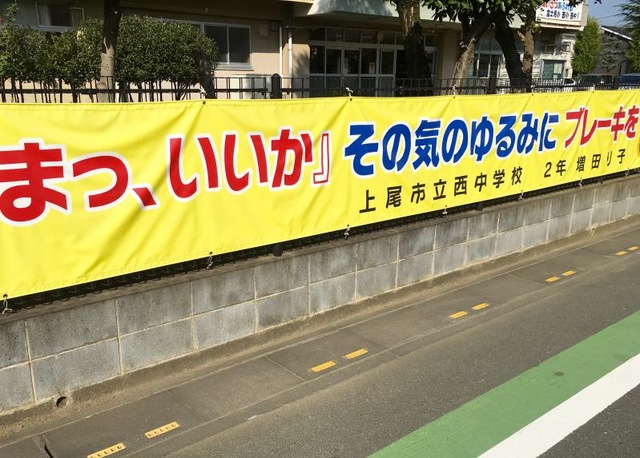 まっ、いいか』 その気のゆるみに ブレーキを
上尾市立西中学校 2年 増田り子